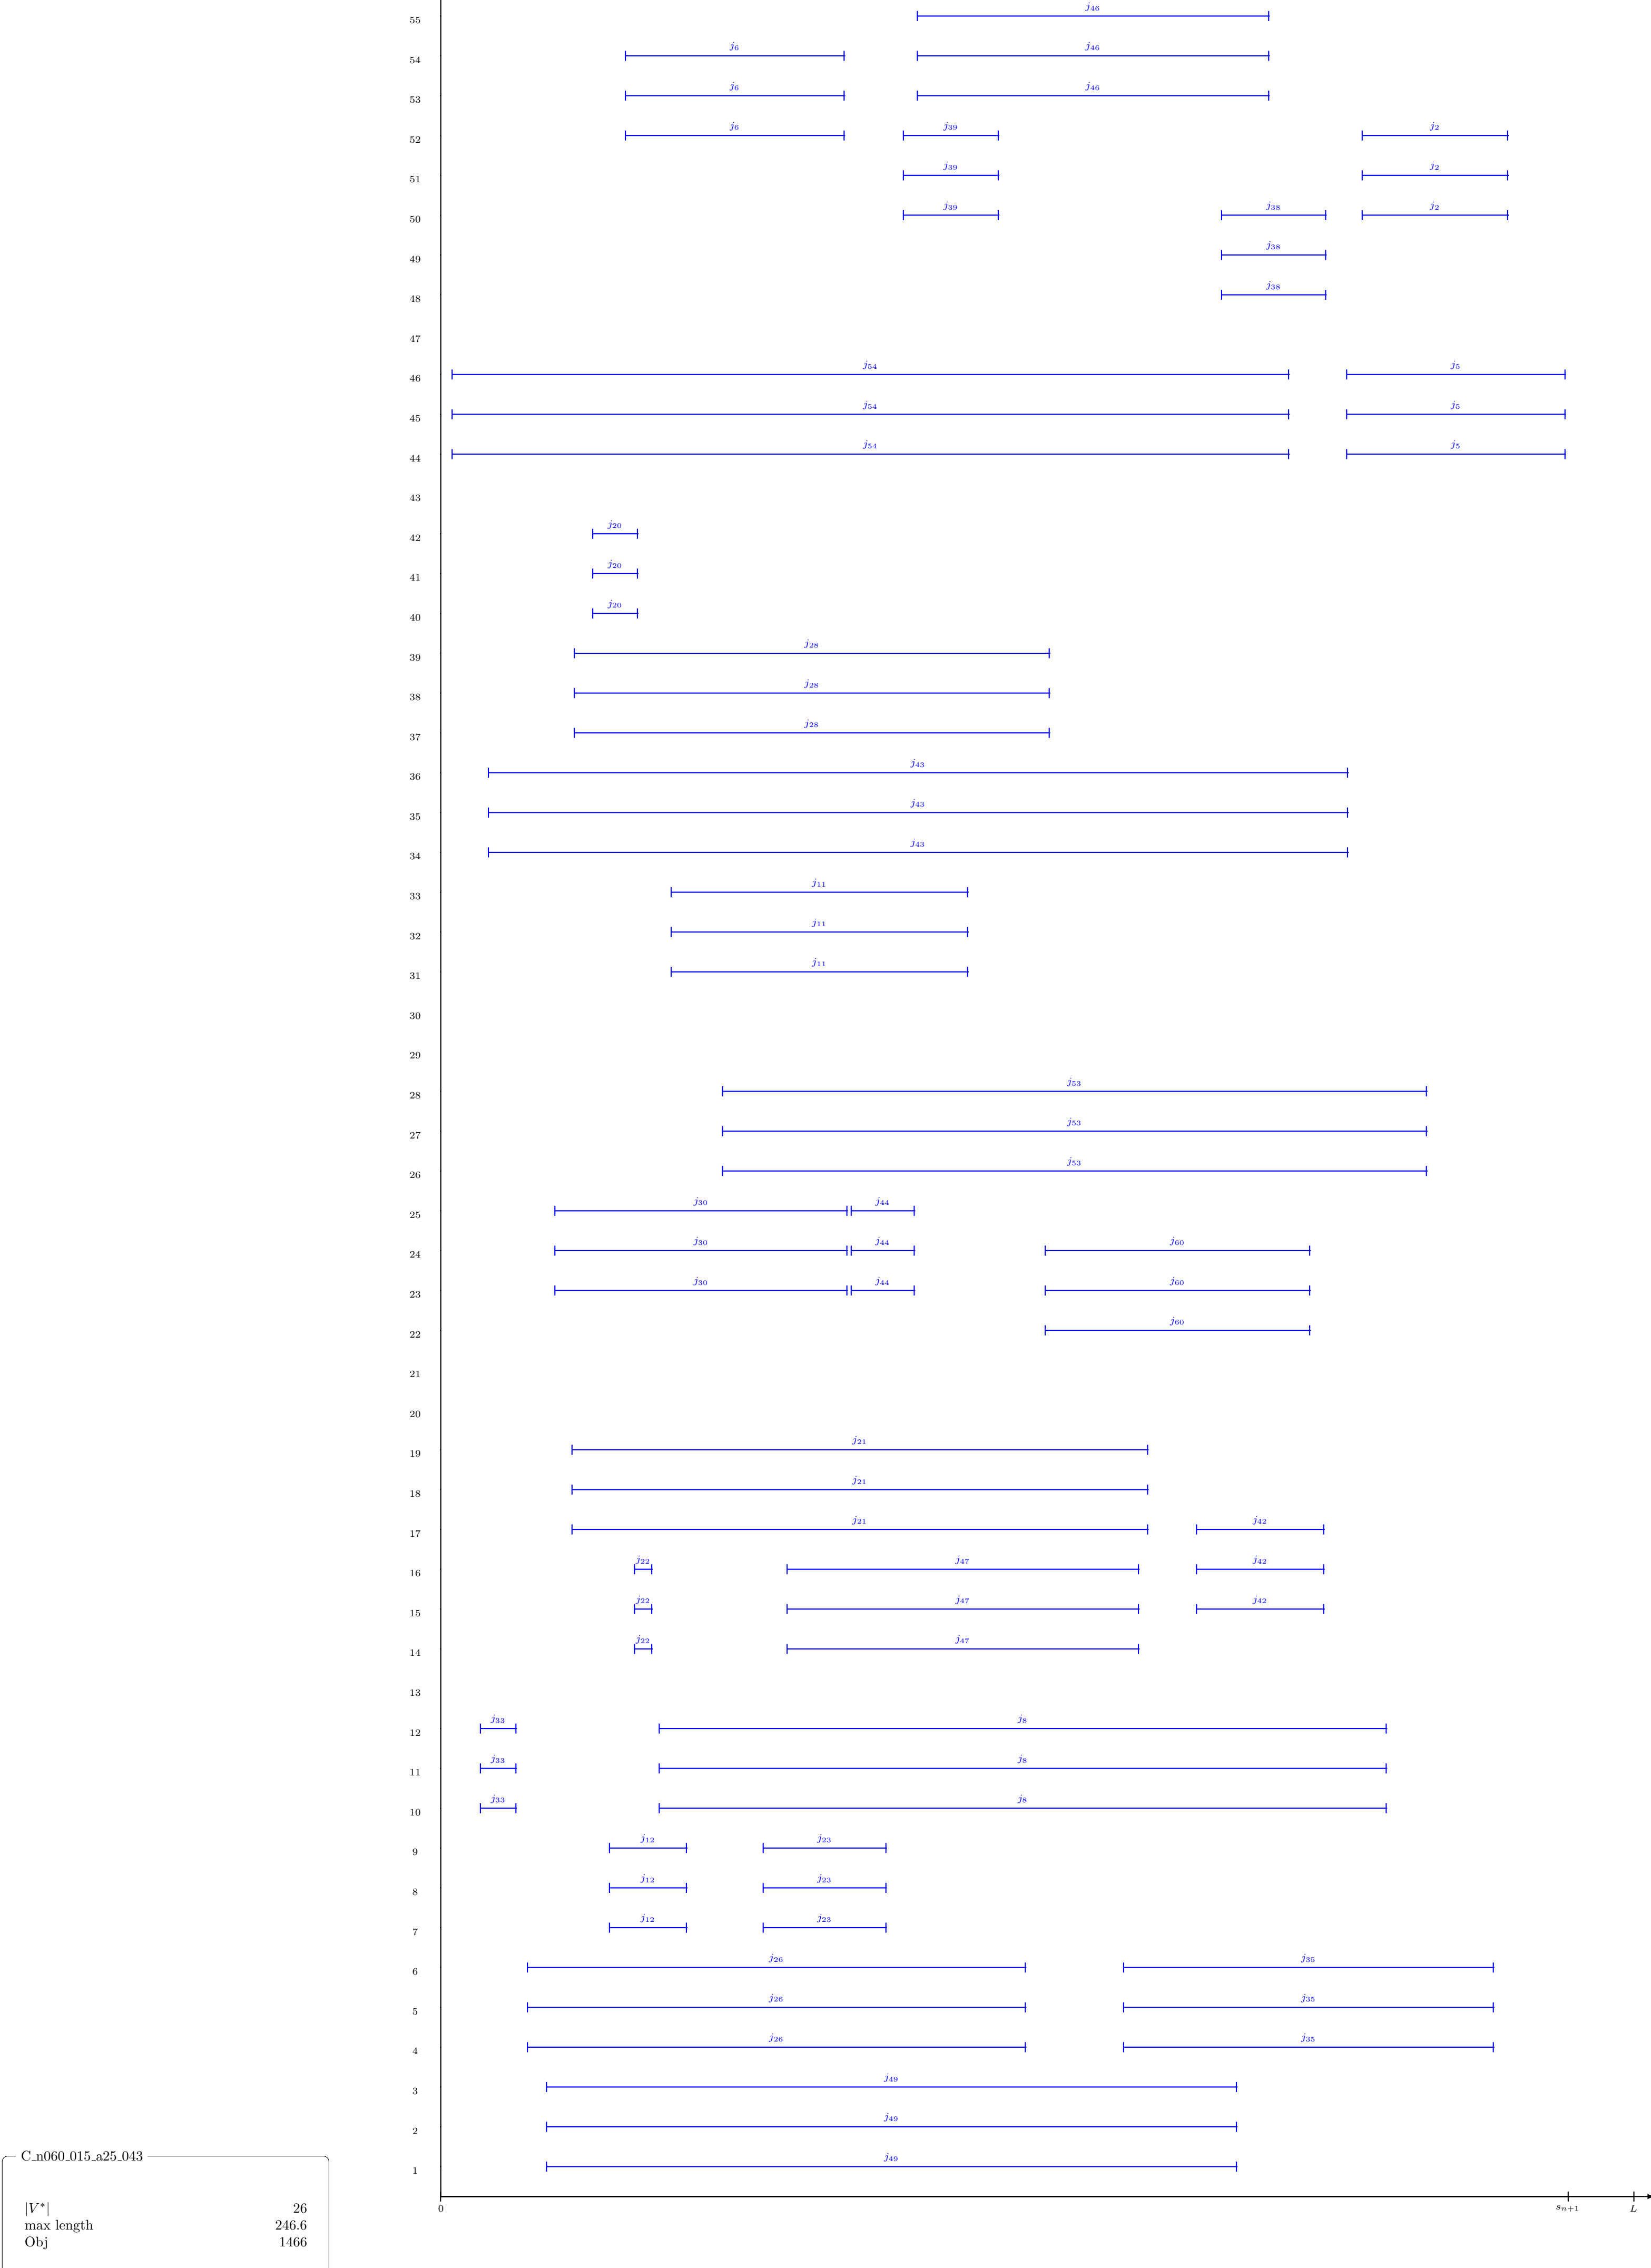 j46
55
j6 j46
54
j6 j46
53
j6 j39 j2
52
j39 j2
51
j39 j38 j2
50
j38
49
j38
48
47
j54 j5
46
j54 j5
45
j54 j5
44
43
j20
42
j20
41
j20
40
j28
39
j28
38
j28
37
j43
36
j43
35
j43
34
j11
33
j11
32
j11
31
30
29
j53
28
j53
27
j53
26
j30 j44
25
j30 j44 j60
24
j30 j44 j60
23
j60
22
21
20
j21
19
j21
18
j21 j42
17
j22 j47 j42
16
j22 j47 j42
15
j22 j47
14
13
j33 j8
12
j33 j8
11
j33 j8
10
j12 j23
9
j12 j23
8
j12 j23
7
j26 j35
6
j26 j35
5
j26 j35
4
j49
3
j49
2
j49
1
0 sn+1 L
C_n060_015_a25_043
|V*| 26
max length 246.6
Obj 1466